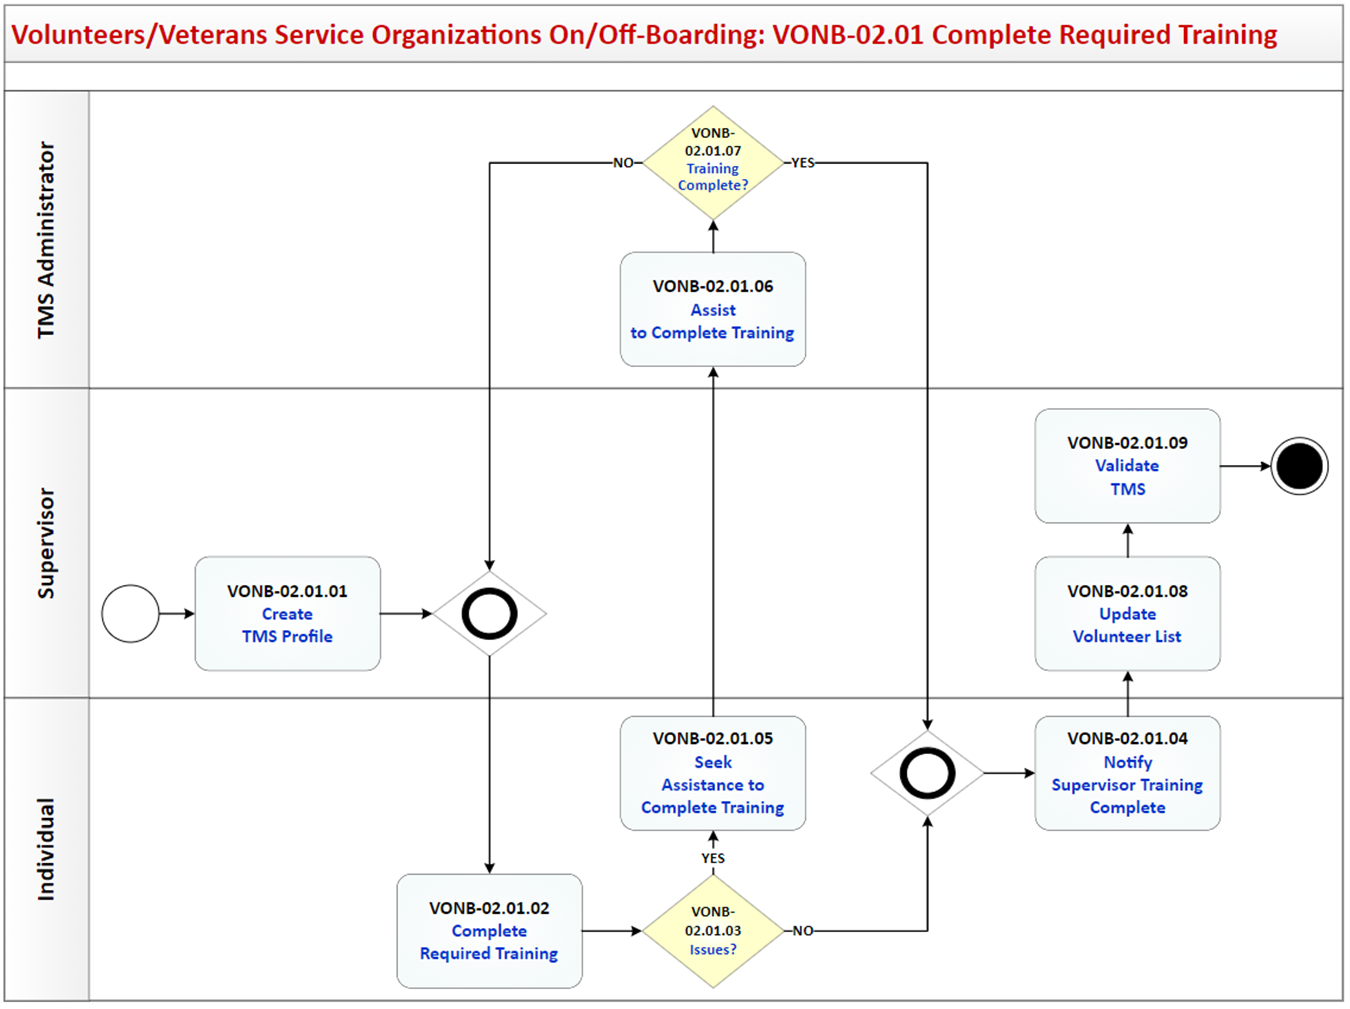 Volunteers/Veterans Service Organizations On/Off-Boarding: VONB-02.01 Complete Required Training
TMS Administrator
VONB-
02.01.07
Training
Complete?
NO
YES
VONB-02.01.06
Assist
to Complete Training
Supervisor
VONB-02.01.01
Create
TMS Profile
VONB-02.01.09
Validate
TMS
VONB-02.01.08
Update
Volunteer List
Individual
VONB-02.01.05
Seek
Assistance to
Complete Training
VONB-02.01.04
Notify
Supervisor Training
Complete
YES
VONB-02.01.02
Complete
Required Training
VONB-
02.01.03
Issues?
NO